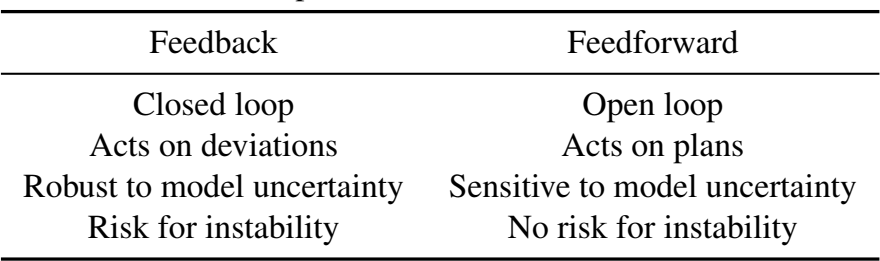 Feedback Feedforward
Closed loop Open loop
Acts on deviations Acts on plans
Robust to model uncertainty Sensitive to model uncertainty
Risk for instability No risk for instability